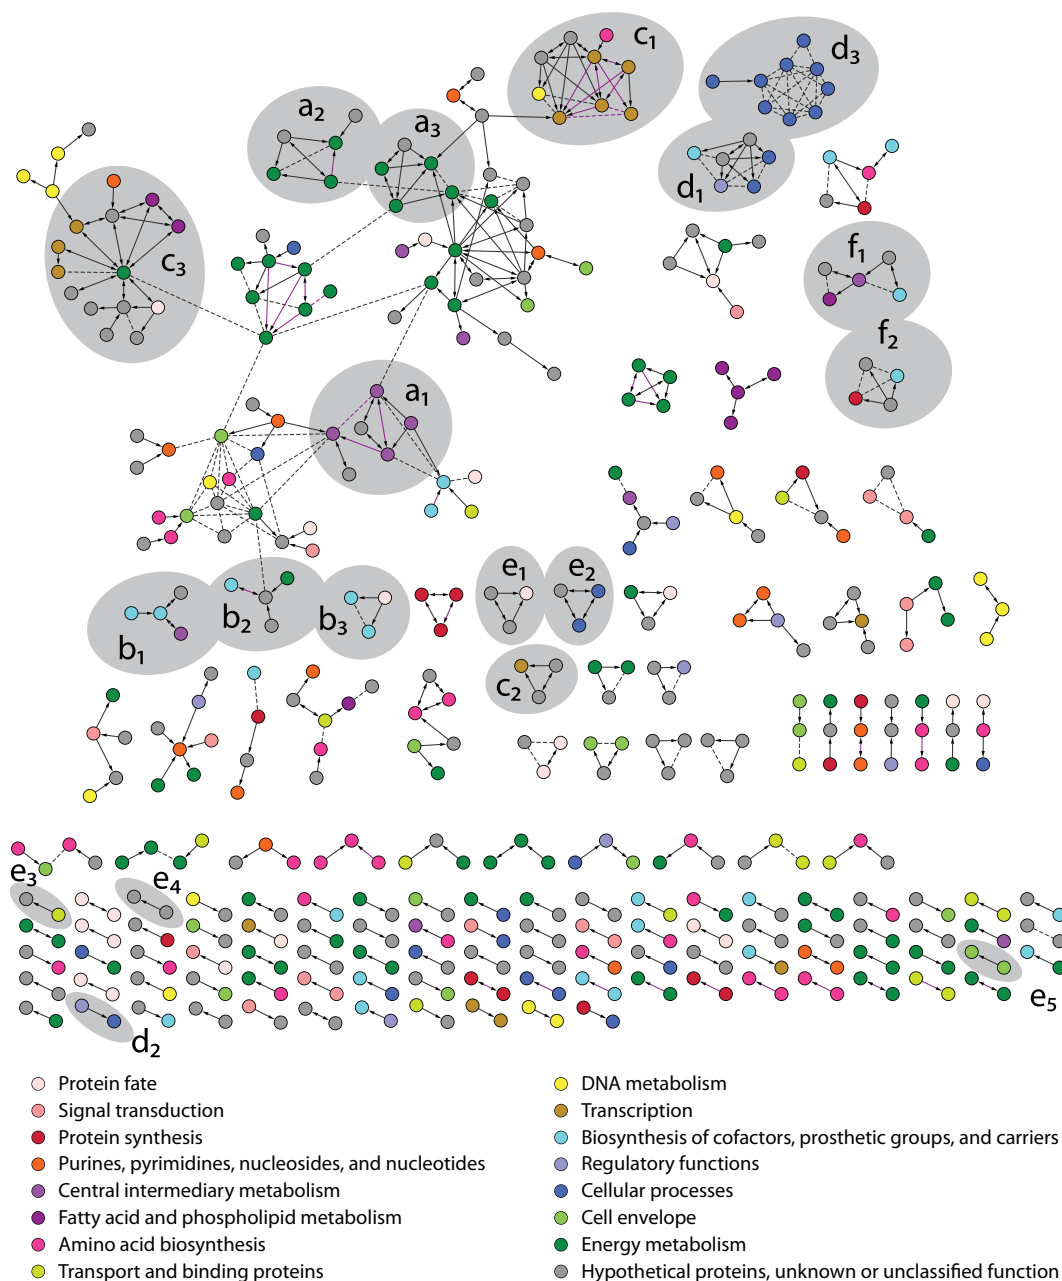 c1
d3
a2
a3
d1
c3
f1
f2
a1
e1
e2
b1
b2
b3
c2
e3
e4
e5
d2
Protein fate
Signal transduction
Protein synthesis
Purines, pyrimidines, nucleosides, and nucleotides
Central intermediary metabolism
Fatty acid and phospholipid metabolism
Amino acid biosynthesis
Transport and binding proteins
DNA metabolism
Transcription
Biosynthesis of cofactors, prosthetic groups, and carriers
Regulatory functions
Cellular processes
Cell envelope
Energy metabolism
Hypothetical proteins, unknown or unclassified function